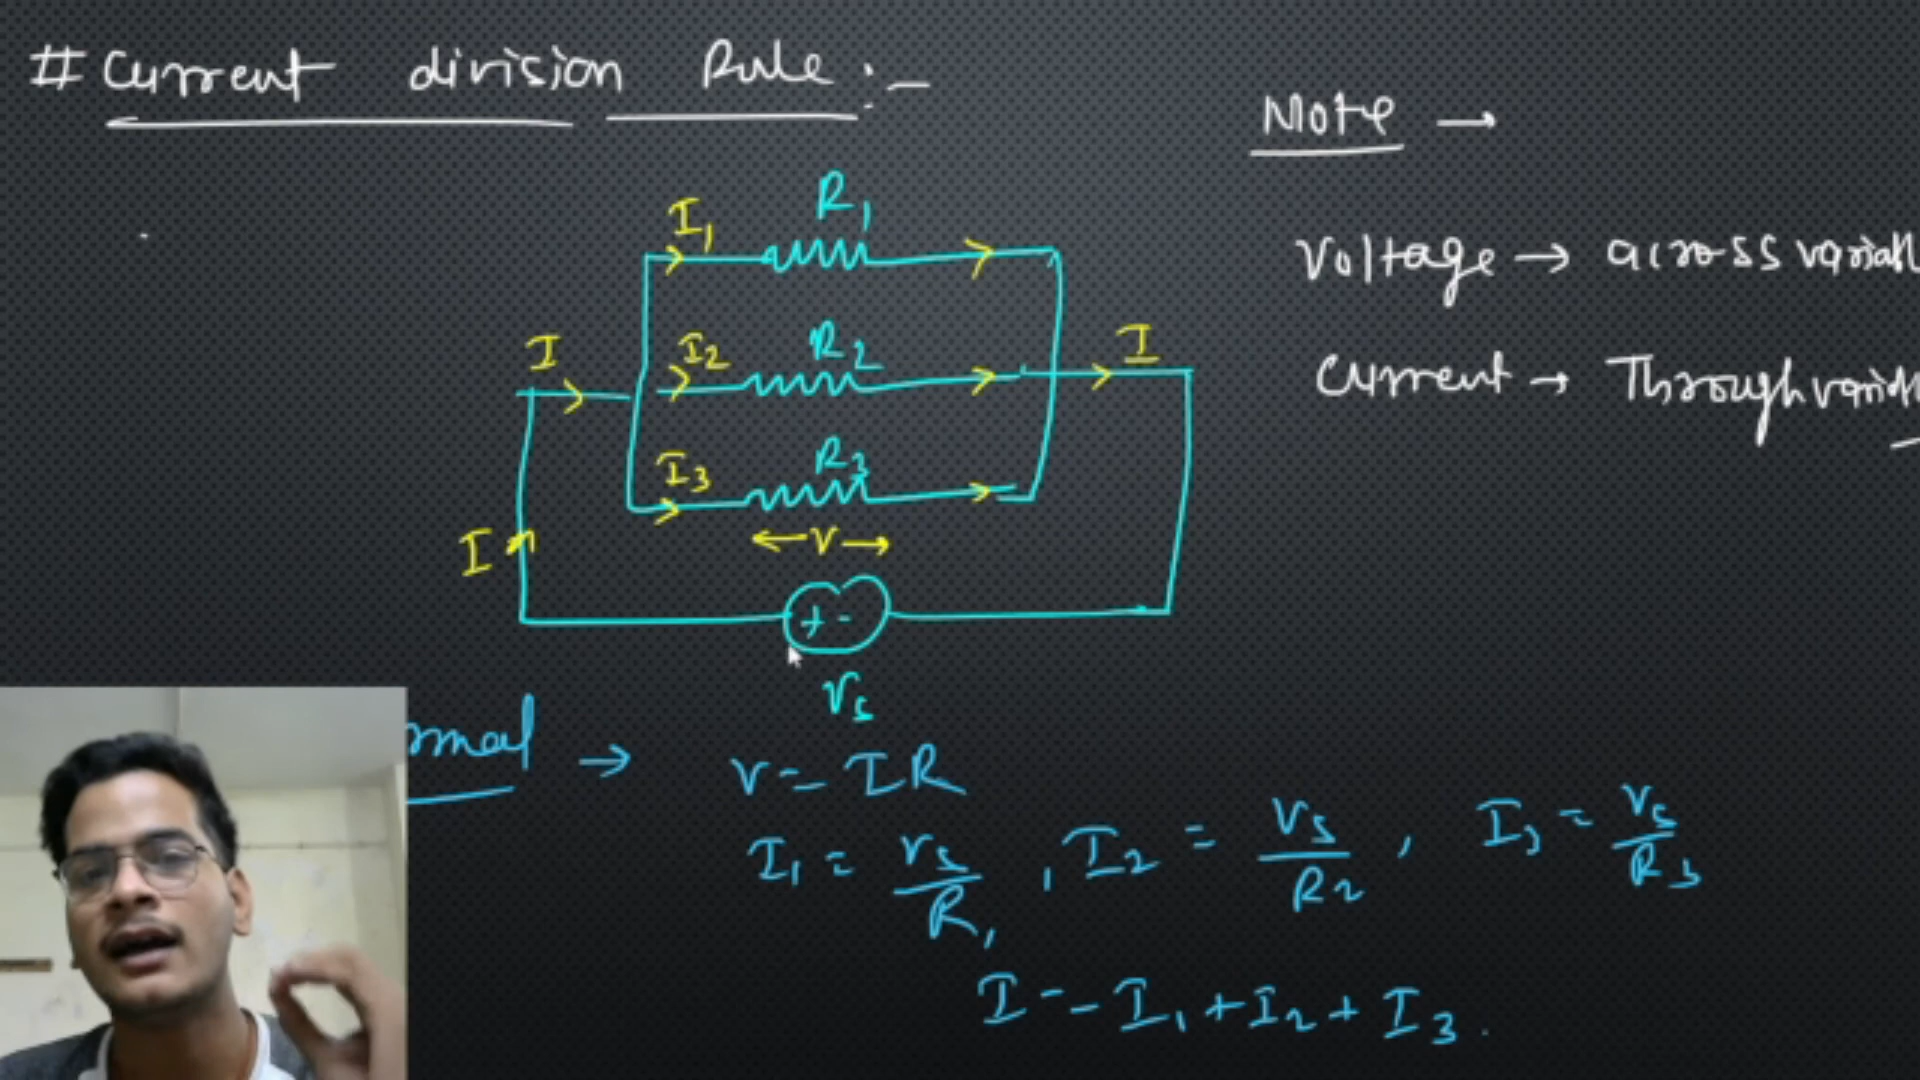 # Current division Rule :-
Note →
Voltage → across
Current → Through
I₁ R₁
I I₂ R₂ I
I₃ R₃
I ← V →
+ -
Vs
→ V = IR
I₁ = Vs/R₁ , I₂ = Vs/R₂ , I₃ = Vs/R₃
I = I₁ + I₂ + I₃ .